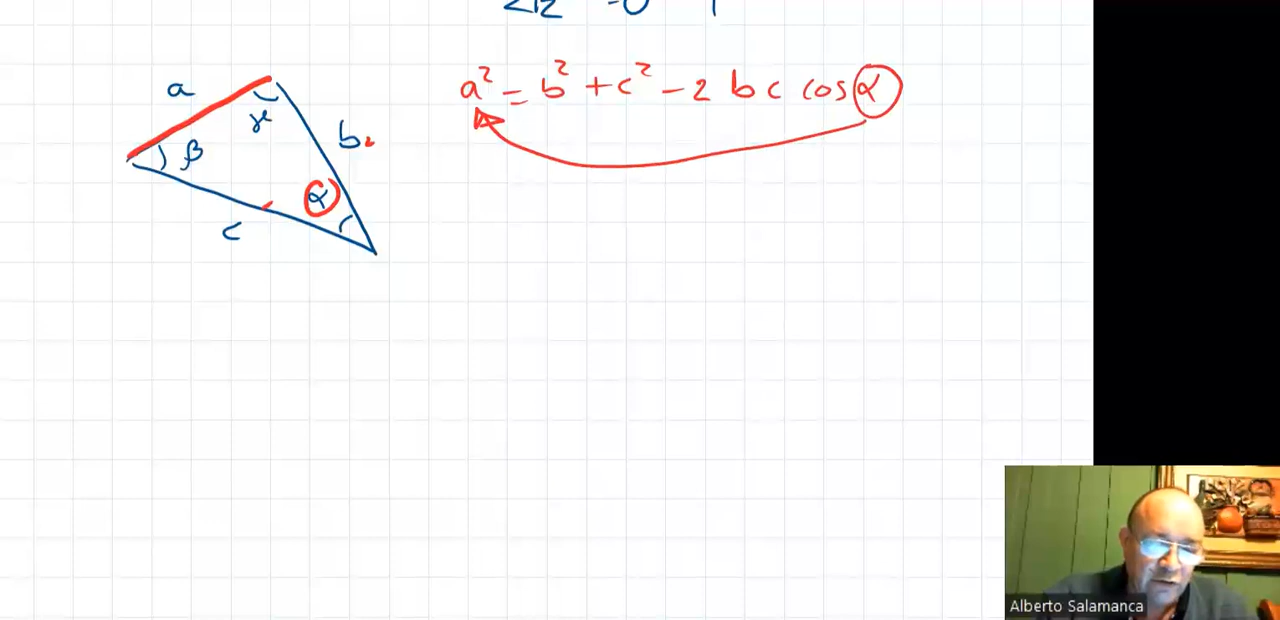 a² = b² + c² - 2 b c cos α
a
γ
b
β
α
c
Alberto Salamanca